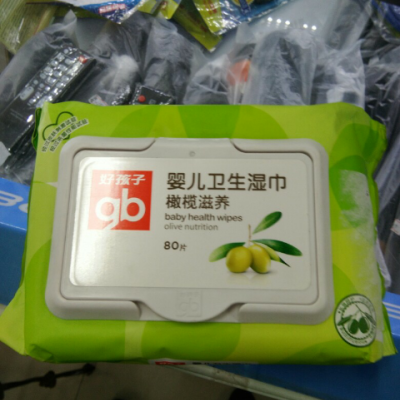 好孩子
gb
婴儿卫生湿巾
橄榄滋养
baby health wipes
olive nutrition
80片